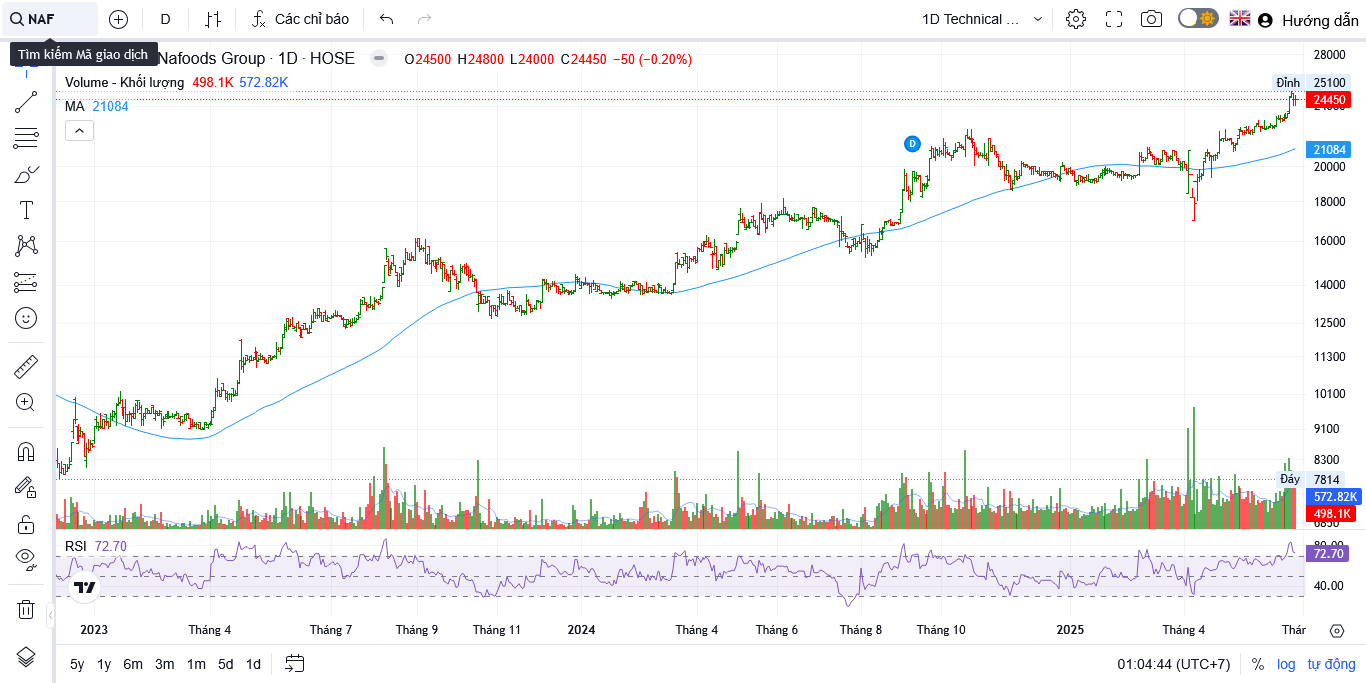 NAF
D
Các chỉ báo
1D Technical ...
Hướng dẫn
Tìm kiếm Mã giao dịch
Nafoods Group · 1D · HOSE
O24500 H24800 L24000 C24450 −50 (−0.20%)
Volume - Khối lượng 498.1K 572.82K
MA 21084
D
28000
Đỉnh 25100
24450
24000
21084
20000
18000
16000
14000
12500
11300
10100
9100
8300
Đáy 7814
572.82K
498.1K
6850
RSI 72.70
80.00
72.70
40.00
2023
Tháng 4
Tháng 7
Tháng 9
Tháng 11
2024
Tháng 4
Tháng 6
Tháng 8
Tháng 10
2025
Tháng 4
Thár
5y 1y 6m 3m 1m 5d 1d
01:04:44 (UTC+7)
% log tự động